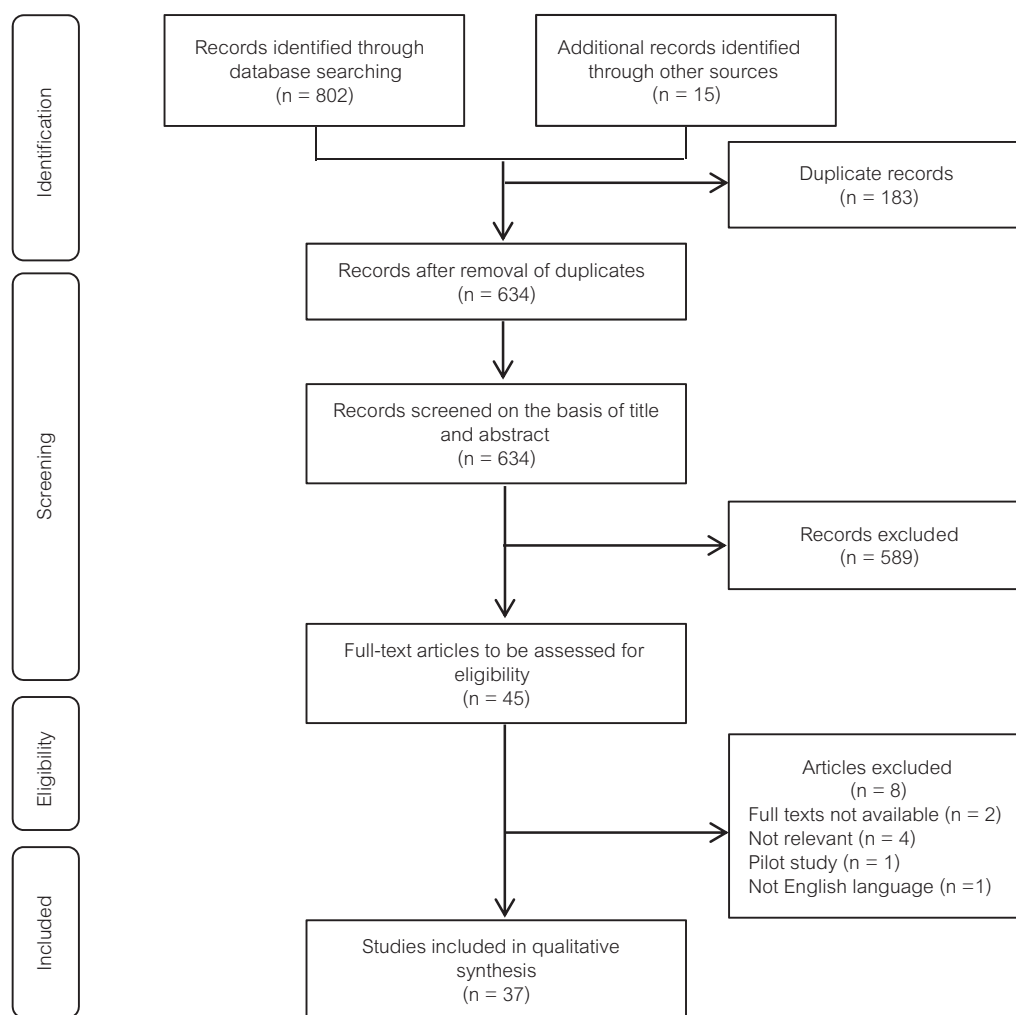 Identification
Records identified through
database searching
(n = 802)
Additional records identified
through other sources
(n = 15)
Duplicate records
(n = 183)
Records after removal of duplicates
(n = 634)
Screening
Records screened on the basis of title
and abstract
(n = 634)
Records excluded
(n = 589)
Full-text articles to be assessed for
eligibility
(n = 45)
Eligibility
Articles excluded
(n = 8)
Full texts not available (n = 2)
Not relevant (n = 4)
Pilot study (n = 1)
Not English language (n =1)
Included
Studies included in qualitative
synthesis
(n = 37)